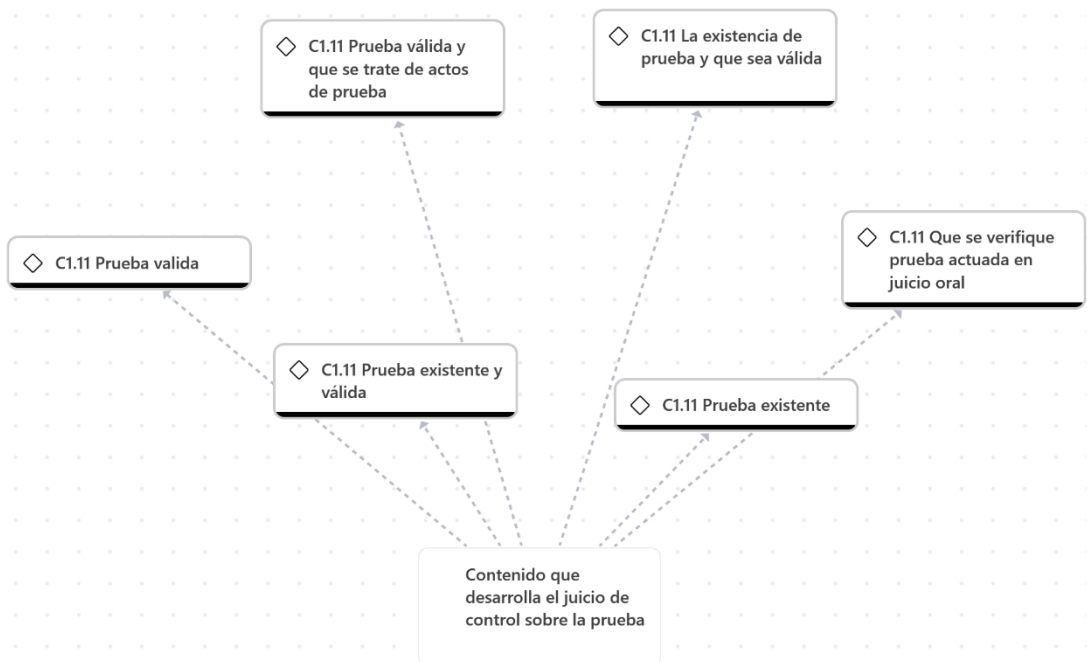 C1.11 Prueba válida y
que se trate de actos
de prueba
C1.11 La existencia de
prueba y que sea válida
C1.11 Prueba valida
C1.11 Que se verifique
prueba actuada en
juicio oral
C1.11 Prueba existente y
válida
C1.11 Prueba existente
Contenido que
desarrolla el juicio de
control sobre la prueba